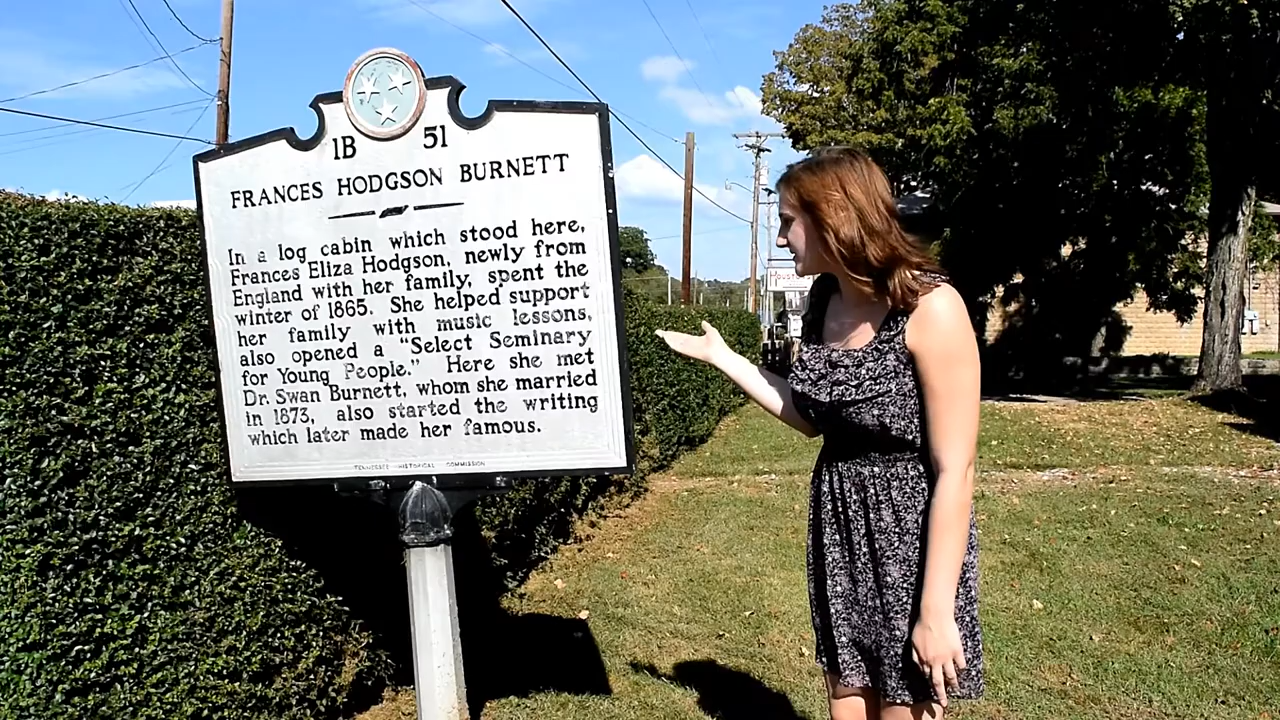 1B 51
FRANCES HODGSON BURNETT
In a log cabin which stood here,
Frances Eliza Hodgson, newly from
England with her family, spent the
winter of 1865. She helped support
her family with music lessons,
also opened a "Select Seminary
for Young People." Here she met
Dr. Swan Burnett, whom she married
in 1873, also started the writing
which later made her famous.
TENNESSEE HISTORICAL COMMISSION